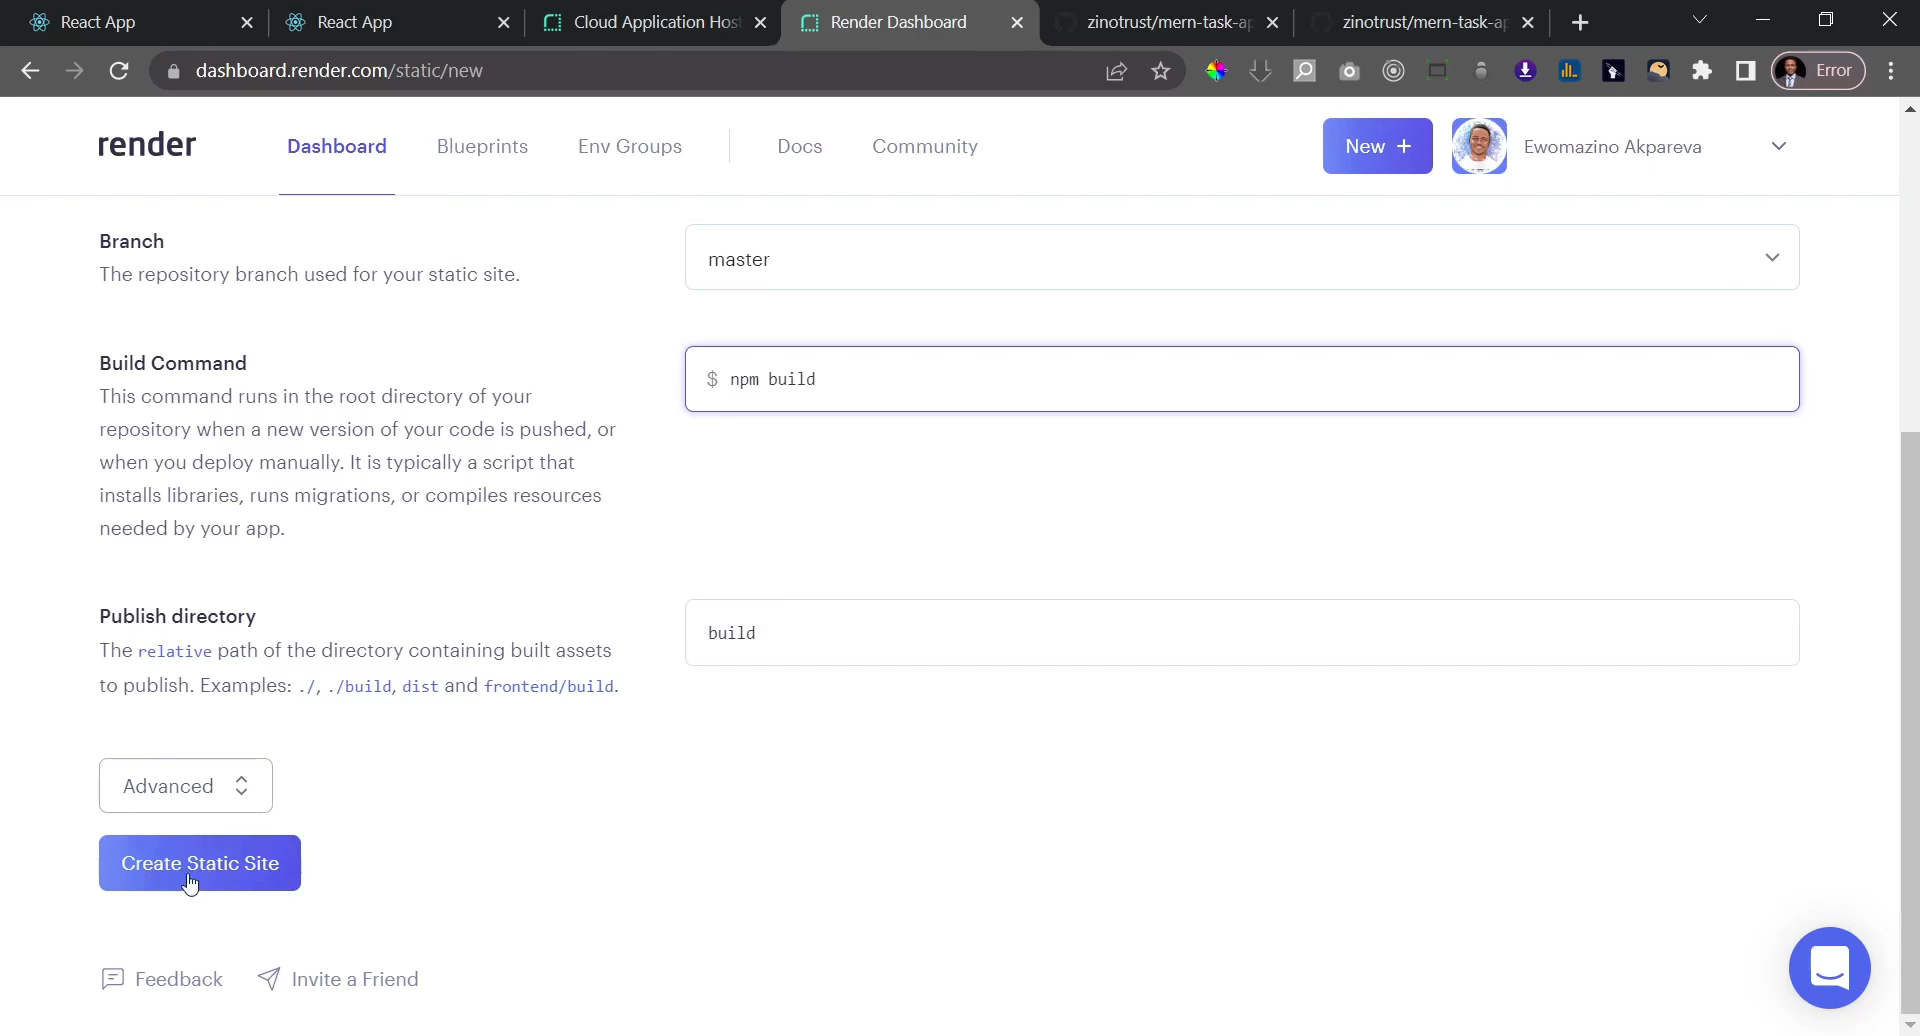 React App
React App
Cloud Application Hos
Render Dashboard
zinotrust/mern-task-ap
zinotrust/mern-task-ap
dashboard.render.com/static/new
Error
render
Dashboard
Blueprints
Env Groups
Docs
Community
New +
Ewomazino Akpareva
Branch
The repository branch used for your static site.
master
Build Command
This command runs in the root directory of your
repository when a new version of your code is pushed, or
when you deploy manually. It is typically a script that
installs libraries, runs migrations, or compiles resources
needed by your app.
$ npm build
Publish directory
The relative path of the directory containing built assets
to publish. Examples: ./, ./build, dist and frontend/build.
build
Advanced
Create Static Site
Feedback
Invite a Friend